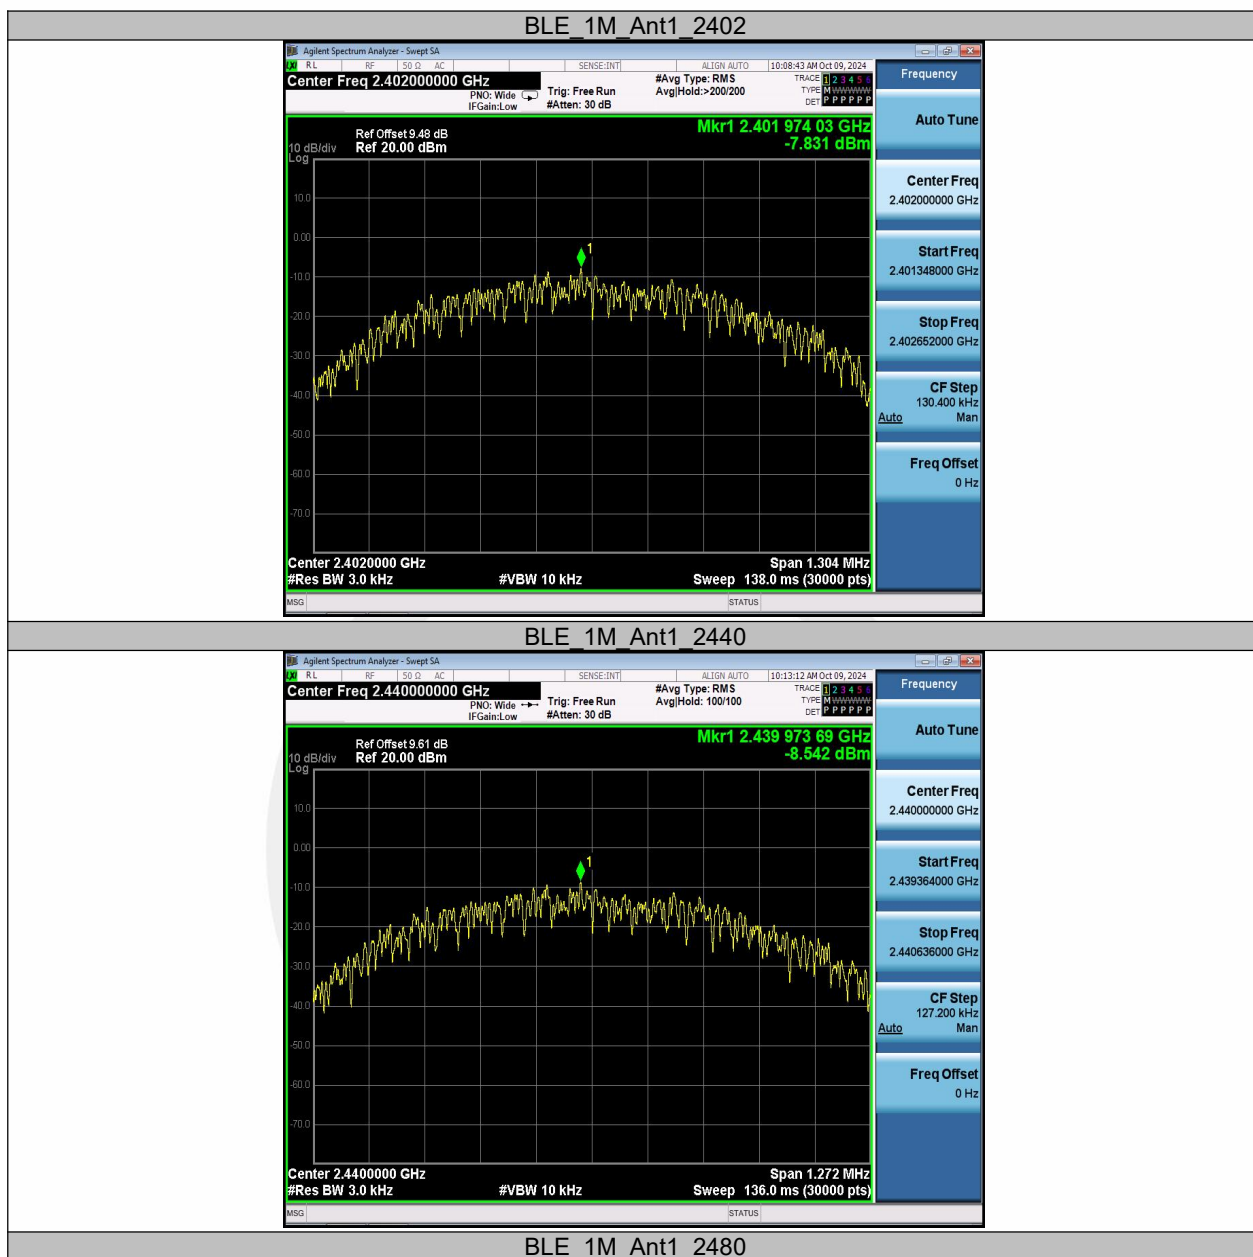 BLE_1M_Ant1_2402
Agilent Spectrum Analyzer - Swept SA
RL RF 50 Ω AC SENSE:INT ALIGN AUTO 10:08:43 AM Oct 09, 2024
Center Freq 2.402000000 GHz
PNO: Wide
IFGain:Low
Trig: Free Run
#Atten: 30 dB
#Avg Type: RMS
Avg|Hold:>200/200
TRACE 1 2 3 4 5 6
TYPE M WWWWW
DET P P P P P P
Frequency
Auto Tune
Center Freq
2.402000000 GHz
Start Freq
2.401348000 GHz
Stop Freq
2.402652000 GHz
CF Step
130.400 kHz
Auto Man
Freq Offset
0 Hz
Ref Offset 9.48 dB
10 dB/div Ref 20.00 dBm
Log
Mkr1 2.401 974 03 GHz
-7.831 dBm
10.0
0.00
-10.0
-20.0
-30.0
-40.0
-50.0
-60.0
-70.0
1
Center 2.4020000 GHz Span 1.304 MHz
#Res BW 3.0 kHz #VBW 10 kHz Sweep 138.0 ms (30000 pts)
MSG STATUS
BLE_1M_Ant1_2440
Agilent Spectrum Analyzer - Swept SA
RL RF 50 Ω AC SENSE:INT ALIGN AUTO 10:13:12 AM Oct 09, 2024
Center Freq 2.440000000 GHz
PNO: Wide
IFGain:Low
Trig: Free Run
#Atten: 30 dB
#Avg Type: RMS
Avg|Hold: 100/100
TRACE 1 2 3 4 5 6
TYPE M WWWWW
DET P P P P P P
Frequency
Auto Tune
Center Freq
2.440000000 GHz
Start Freq
2.439364000 GHz
Stop Freq
2.440636000 GHz
CF Step
127.200 kHz
Auto Man
Freq Offset
0 Hz
Ref Offset 9.61 dB
10 dB/div Ref 20.00 dBm
Log
Mkr1 2.439 973 69 GHz
-8.542 dBm
10.0
0.00
-10.0
-20.0
-30.0
-40.0
-50.0
-60.0
-70.0
1
Center 2.4400000 GHz Span 1.272 MHz
#Res BW 3.0 kHz #VBW 10 kHz Sweep 136.0 ms (30000 pts)
MSG STATUS
BLE_1M_Ant1_2480